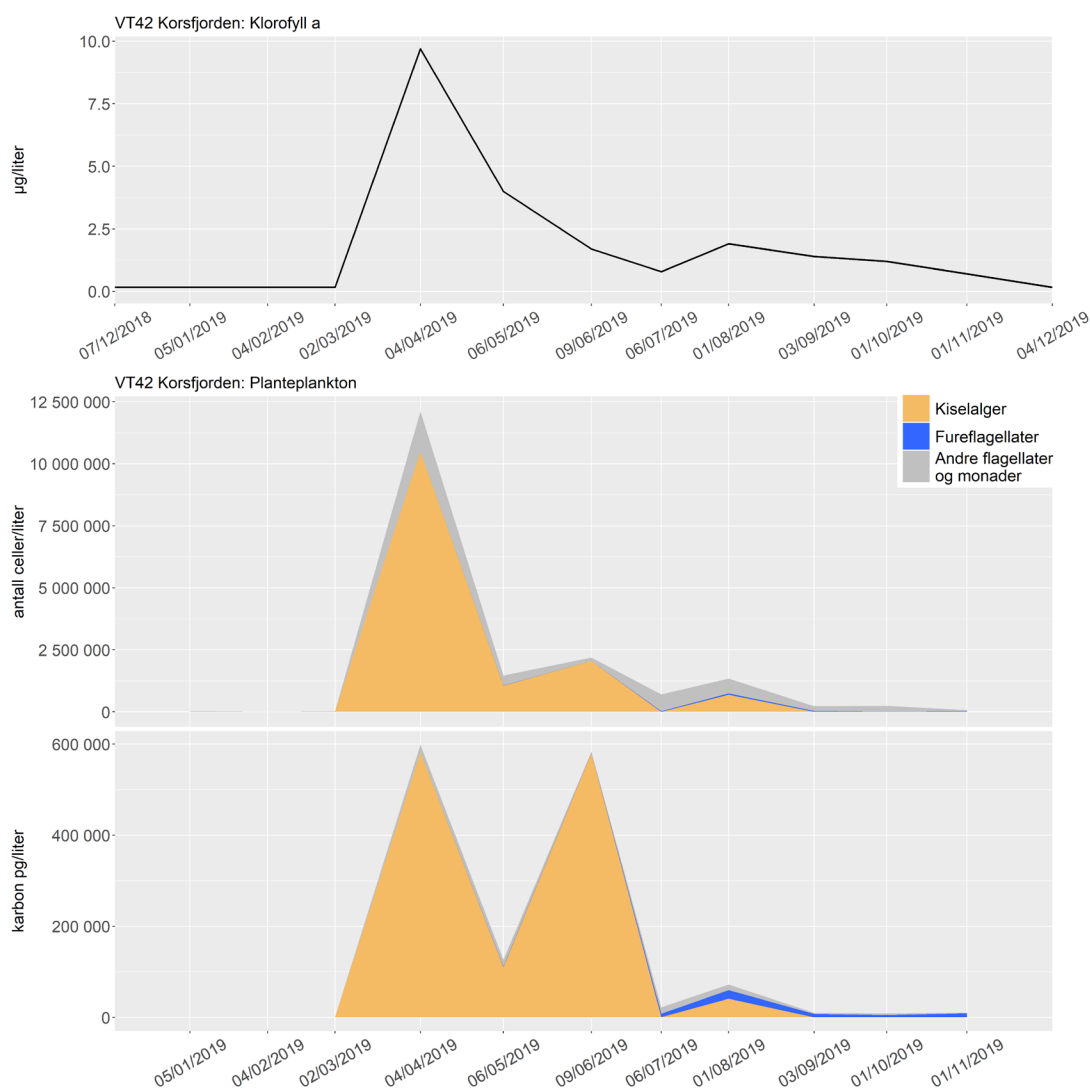 VT42 Korsfjorden: Klorofyll a
10.0
7.5
5.0
2.5
0.0
µg/liter
07/12/2018
05/01/2019
04/02/2019
02/03/2019
04/04/2019
06/05/2019
09/06/2019
06/07/2019
01/08/2019
03/09/2019
01/10/2019
01/11/2019
04/12/2019
VT42 Korsfjorden: Planteplankton
12 500 000
10 000 000
7 500 000
5 000 000
2 500 000
0
antall celler/liter
Kiselalger
Fureflagellater
Andre flagellater
og monader
600 000
400 000
200 000
0
karbon pg/liter
05/01/2019
04/02/2019
02/03/2019
04/04/2019
06/05/2019
09/06/2019
06/07/2019
01/08/2019
03/09/2019
01/10/2019
01/11/2019